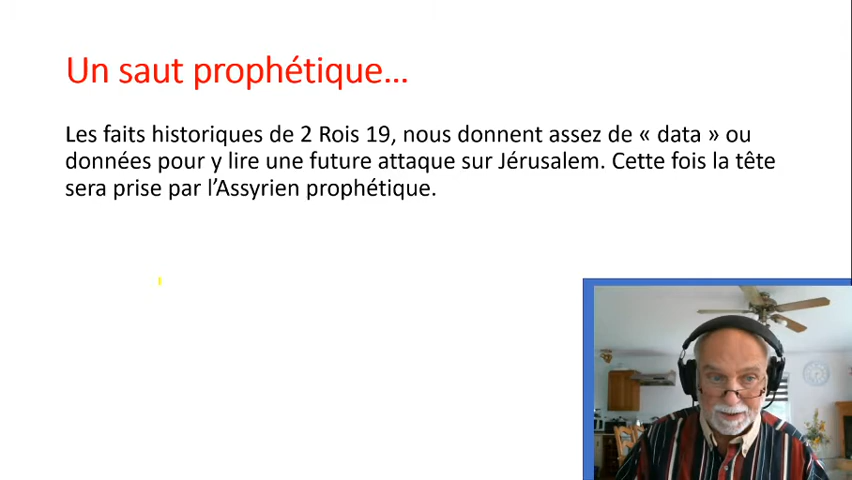 Un saut prophétique…
Les faits historiques de 2 Rois 19, nous donnent assez de « data » ou
données pour y lire une future attaque sur Jérusalem. Cette fois la tête
sera prise par l’Assyrien prophétique.